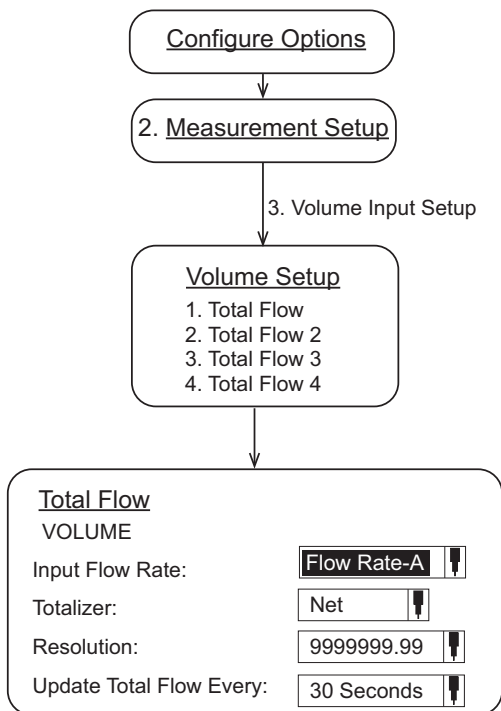 Configure Options
2. Measurement Setup
3. Volume Input Setup
Volume Setup
1. Total Flow
2. Total Flow 2
3. Total Flow 3
4. Total Flow 4
Total Flow
VOLUME
Input Flow Rate: Flow Rate-A
Totalizer: Net
Resolution: 9999999.99
Update Total Flow Every: 30 Seconds